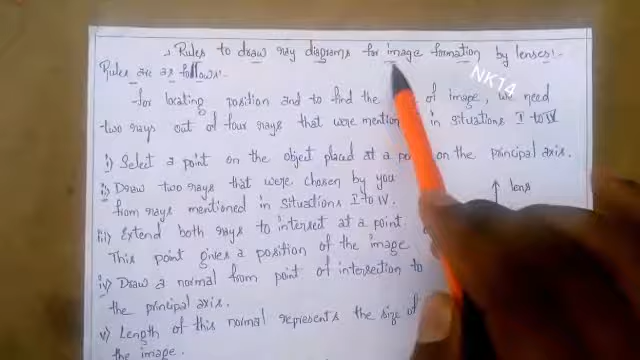 Rules to draw ray diagrams for image formation by lenses:-
Rules are as follows:-
NK14
For locating position and to find the of image, we need
two rays out of four rays that were in situations I to IV
i) Select a point on the object placed at a on the principal axis.
ii) Draw two rays that were chosen by you
from rays mentioned in situations I to IV.
lens
iii) Extend both rays to intersect at a point.
This point gives a position of the image
iv) Draw a normal from point of intersection to
the principal axis.
v) Length of this normal represents the size of
the image.